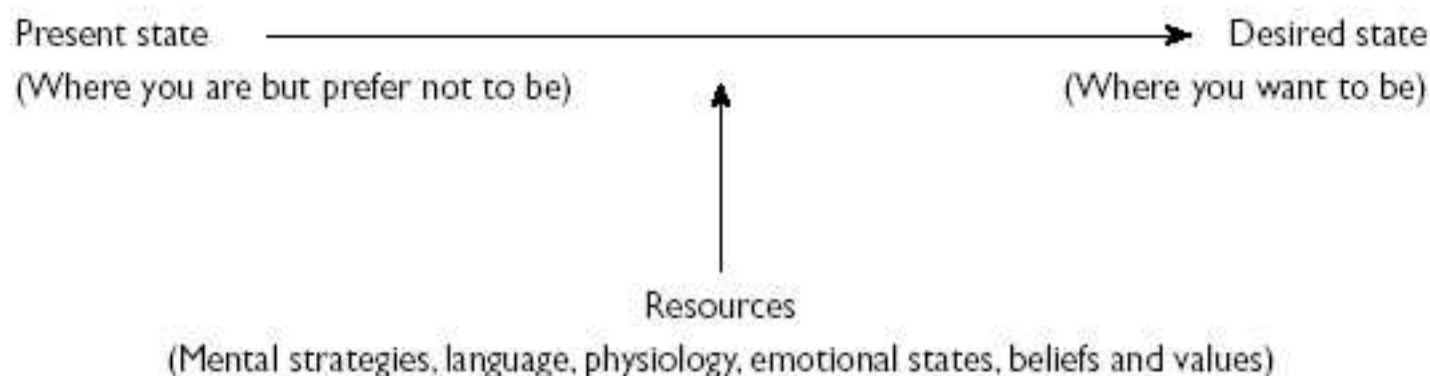 Present state
Desired state
(Where you are but prefer not to be)
(Where you want to be)
Resources
(Mental strategies, language, physiology, emotional states, beliefs and values)